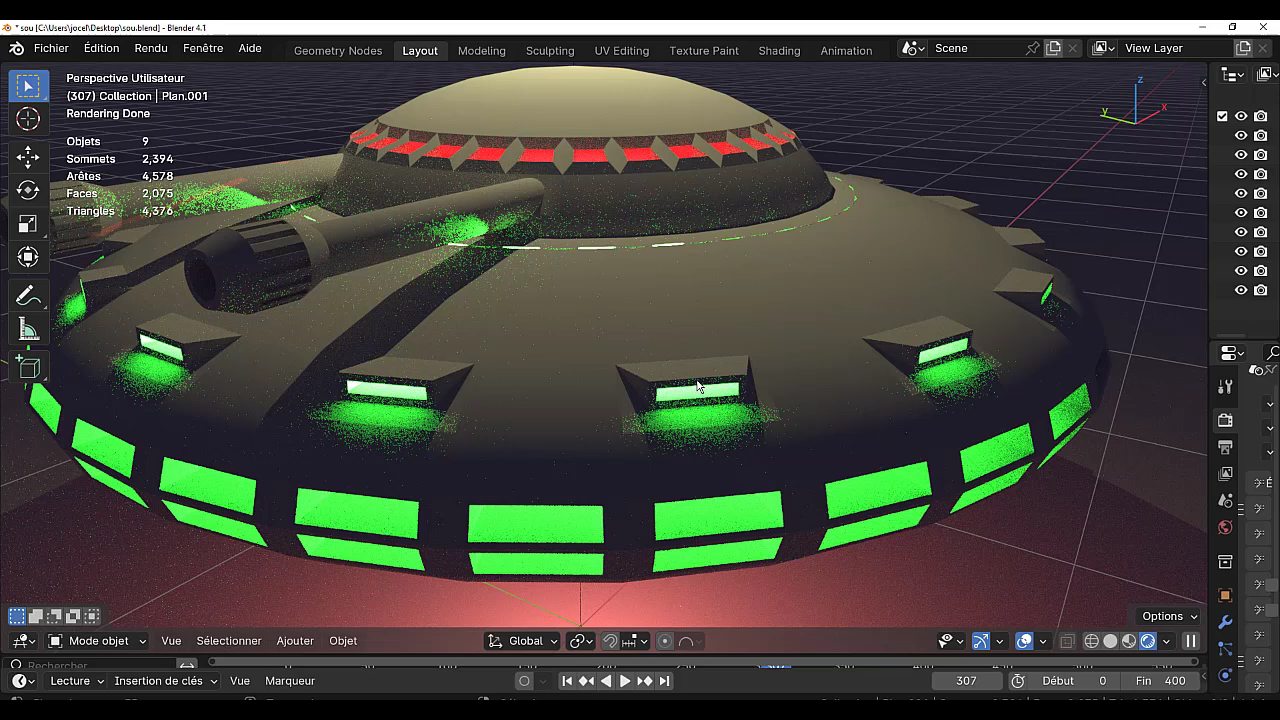 * sou [C:\Users\jocel\Desktop\sou.blend] - Blender 4.1
Fichier Édition Rendu Fenêtre Aide Geometry Nodes Layout Modeling Sculpting UV Editing Texture Paint Shading Animation Scene View Layer
Perspective Utilisateur
(307) Collection | Plan.001
Rendering Done
Objets 9
Sommets 2,394
Arêtes 4,578
Faces 2,075
Triangles 4,376
z
y x
Options
Mode objet Vue Sélectionner Ajouter Objet Global
Rechercher
Lecture Insertion de clés Vue Marqueur 307 Début 0 Fin 400